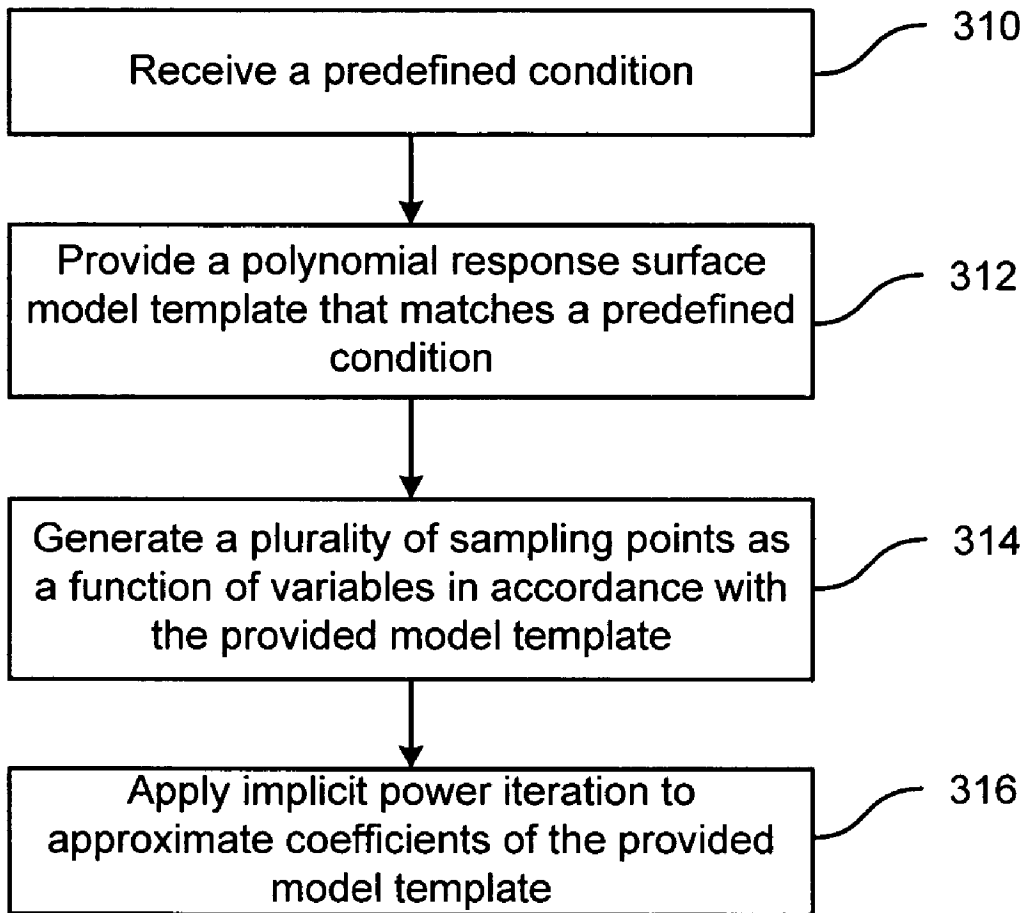 310
Receive a predefined condition
312
Provide a polynomial response surface
model template that matches a predefined
condition
314
Generate a plurality of sampling points as
a function of variables in accordance with
the provided model template
316
Apply implicit power iteration to
approximate coefficients of the provided
model template